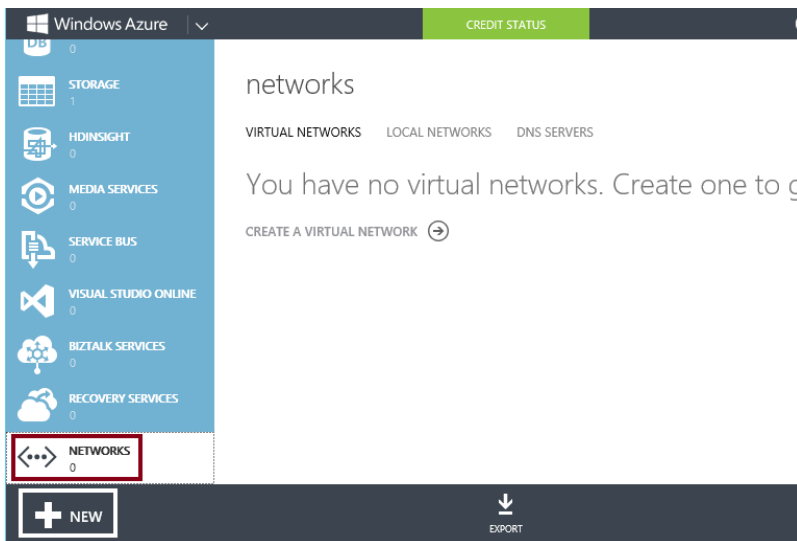 Windows Azure
CREDIT STATUS
DB
0
STORAGE
1
HDINSIGHT
0
MEDIA SERVICES
0
SERVICE BUS
0
VISUAL STUDIO ONLINE
0
BIZTALK SERVICES
0
RECOVERY SERVICES
0
NETWORKS
0
networks
VIRTUAL NETWORKS LOCAL NETWORKS DNS SERVERS
You have no virtual networks. Create one to
CREATE A VIRTUAL NETWORK
NEW
EXPORT